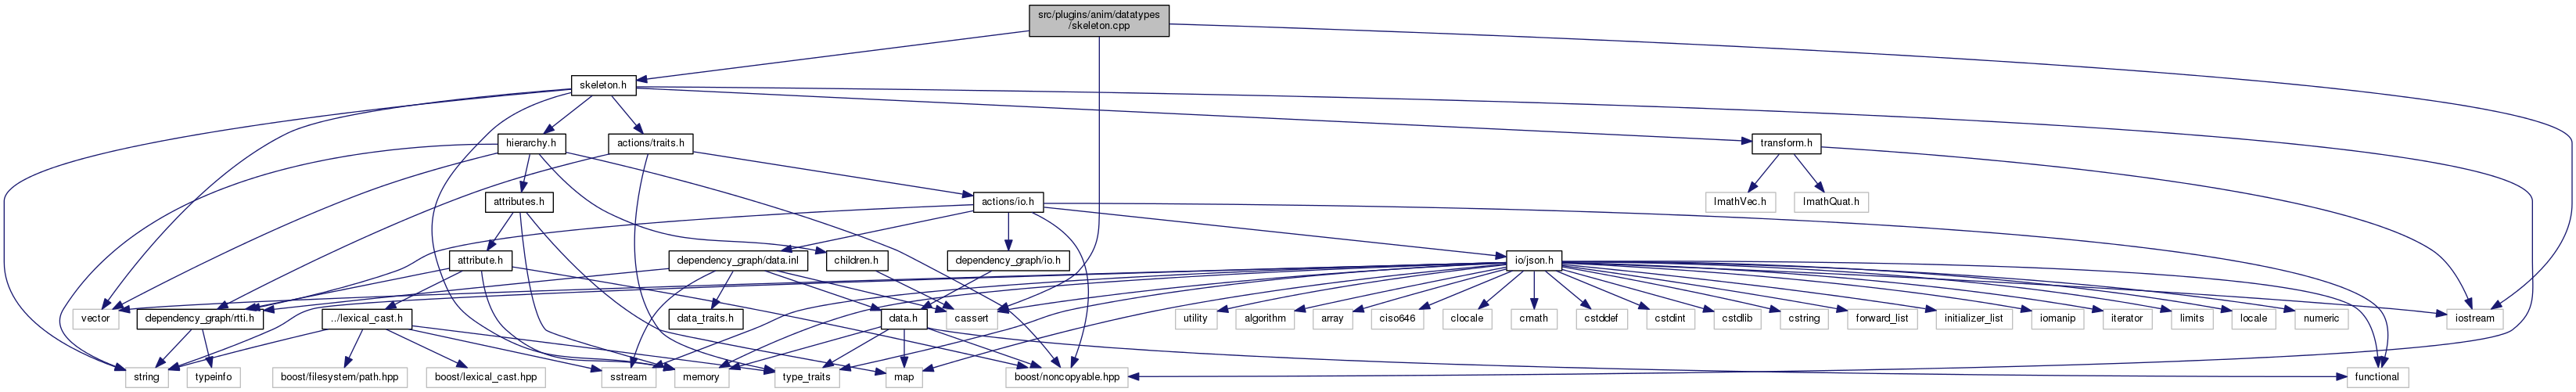 src/plugins/anim/datatypes
/skeleton.cpp
skeleton.h
hierarchy.h
actions/traits.h
transform.h
attributes.h
actions/io.h
ImathVec.h
ImathQuat.h
attribute.h
dependency_graph/data.inl
children.h
dependency_graph/io.h
io/json.h
vector
dependency_graph/rtti.h
../lexical_cast.h
data_traits.h
data.h
cassert
utility
algorithm
array
ciso646
clocale
cmath
cstddef
cstdint
cstdlib
cstring
forward_list
initializer_list
iomanip
iterator
limits
locale
numeric
iostream
string
typeinfo
boost/filesystem/path.hpp
boost/lexical_cast.hpp
sstream
memory
type_traits
map
boost/noncopyable.hpp
functional